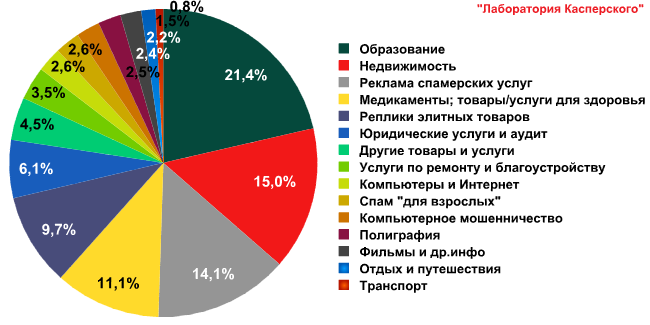 "Лаборатория Касперского"
0,8%
1,5%
2,2%
2,4%
2,5%
2,6%
2,6%
3,5%
4,5%
6,1%
9,7%
11,1%
14,1%
15,0%
21,4%
Образование
Недвижимость
Реклама спамерских услуг
Медикаменты; товары/услуги для здоровья
Реплики элитных товаров
Юридические услуги и аудит
Другие товары и услуги
Услуги по ремонту и благоустройству
Компьютеры и Интернет
Спам "для взрослых"
Компьютерное мошенничество
Полиграфия
Фильмы и др.инфо
Отдых и путешествия
Транспорт